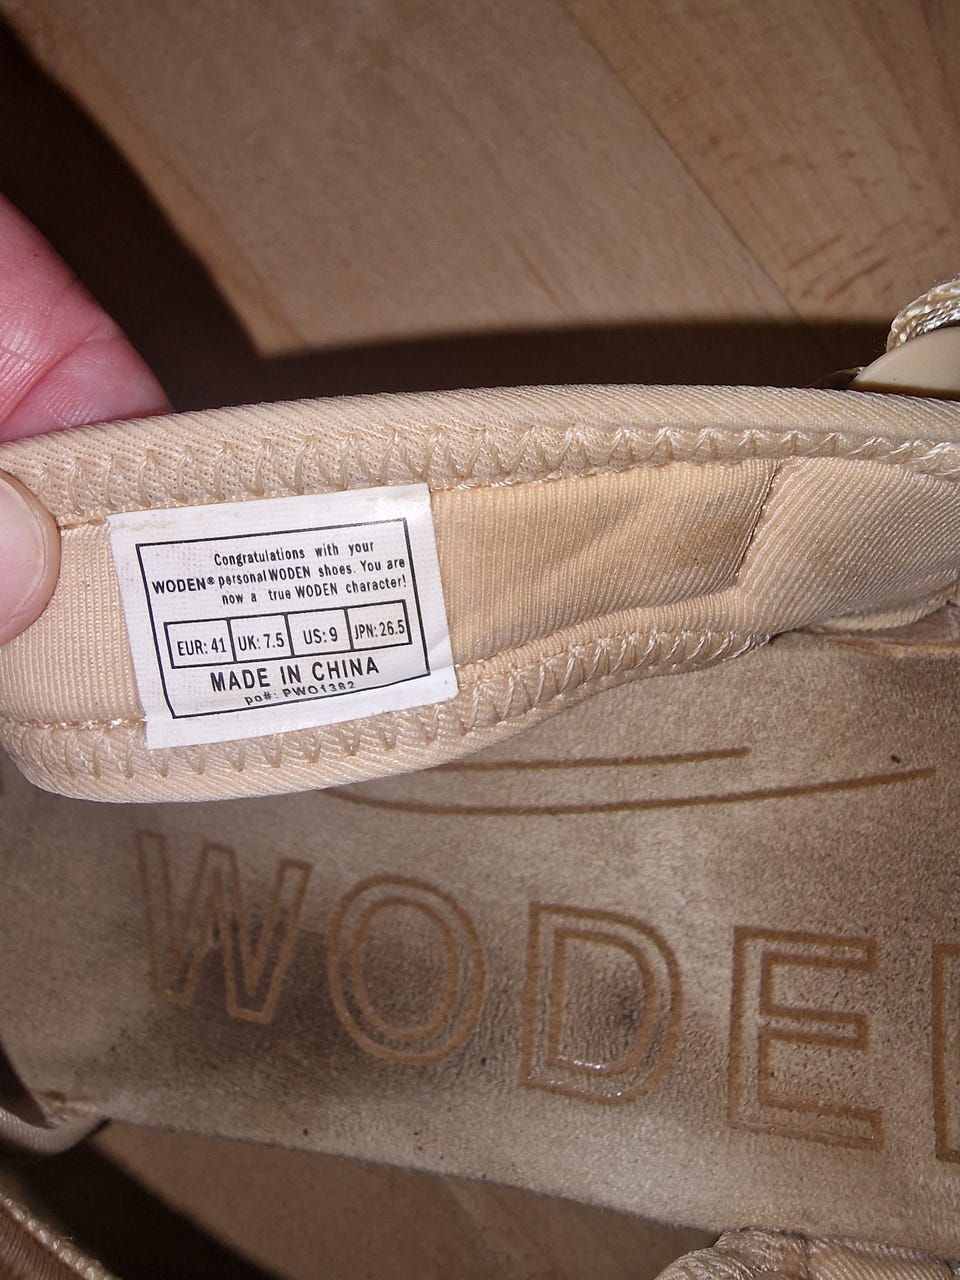 Congratulations with your
WODEN® personal WODEN shoes. You are
now a true WODEN character!
EUR: 41 UK: 7.5 US: 9 JPN: 26.5
MADE IN CHINA
po#: PWO1382
WODE